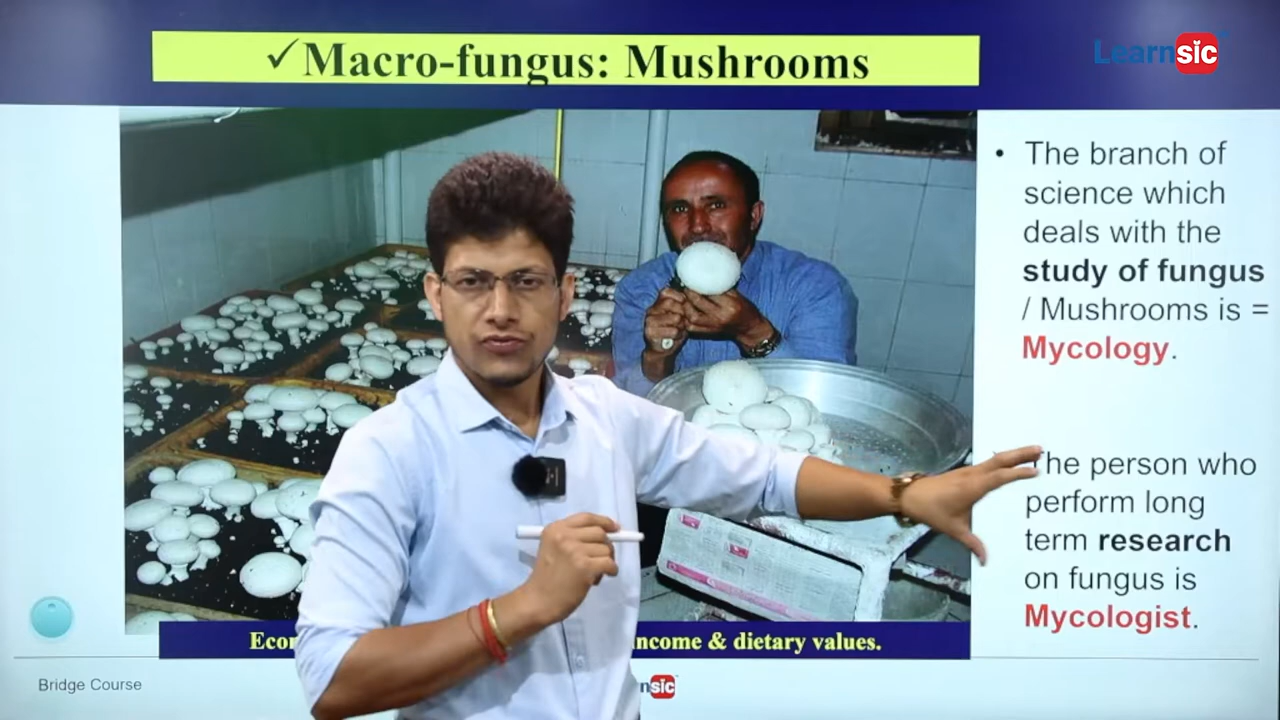 ✓Macro-fungus: Mushrooms
Learnsic
• The branch of
science which
deals with the
study of fungus
/ Mushrooms is =
Mycology.
The person who
perform long
term research
on fungus is
Mycologist.
income & dietary values.
Bridge Course
sic